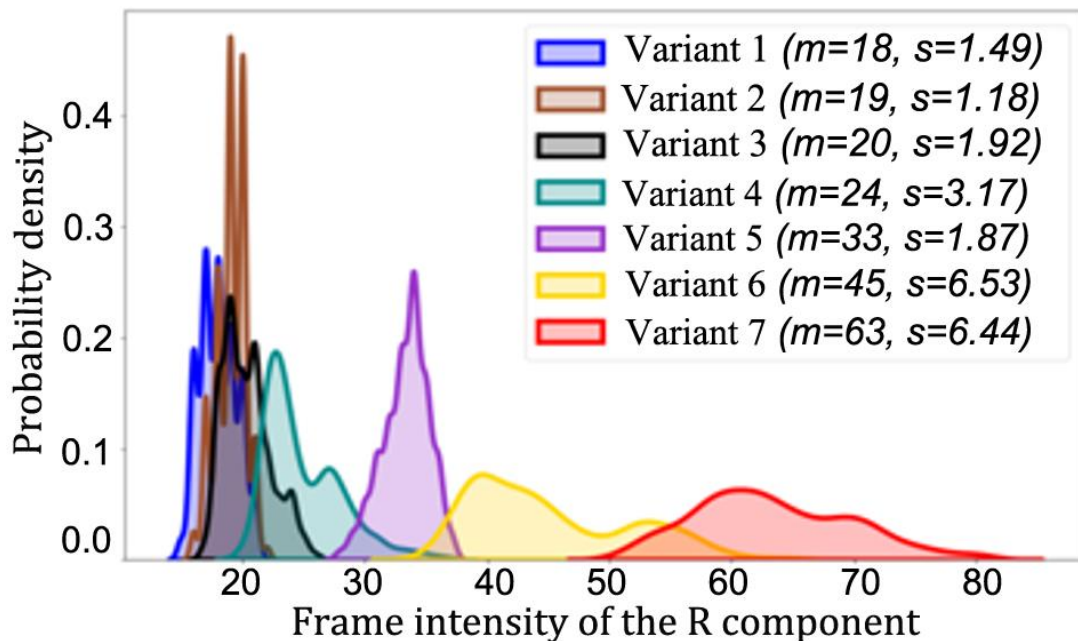 Variant 1 (m=18, s=1.49)
Variant 2 (m=19, s=1.18)
Variant 3 (m=20, s=1.92)
Variant 4 (m=24, s=3.17)
Variant 5 (m=33, s=1.87)
Variant 6 (m=45, s=6.53)
Variant 7 (m=63, s=6.44)
Probability density
0.4
0.3
0.2
0.1
0.0
20 30 40 50 60 70 80
Frame intensity of the R component